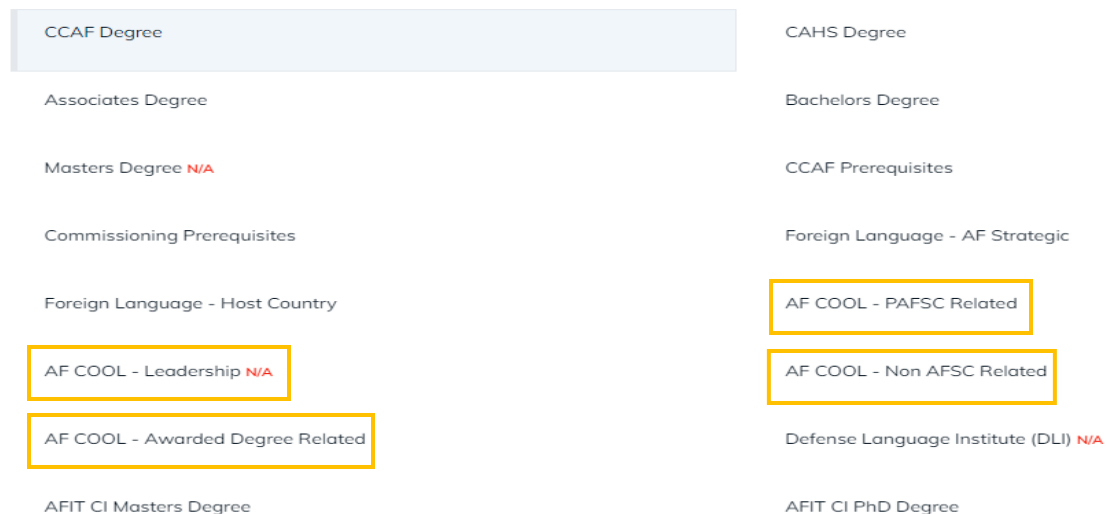 CCAF Degree
CAHS Degree
Associates Degree
Bachelors Degree
Masters Degree N/A
CCAF Prerequisites
Commissioning Prerequisites
Foreign Language - AF Strategic
Foreign Language - Host Country
AF COOL - PAFSC Related
AF COOL - Leadership N/A
AF COOL - Non AFSC Related
AF COOL - Awarded Degree Related
Defense Language Institute (DLI) N/A
AFIT CI Masters Degree
AFIT CI PhD Degree